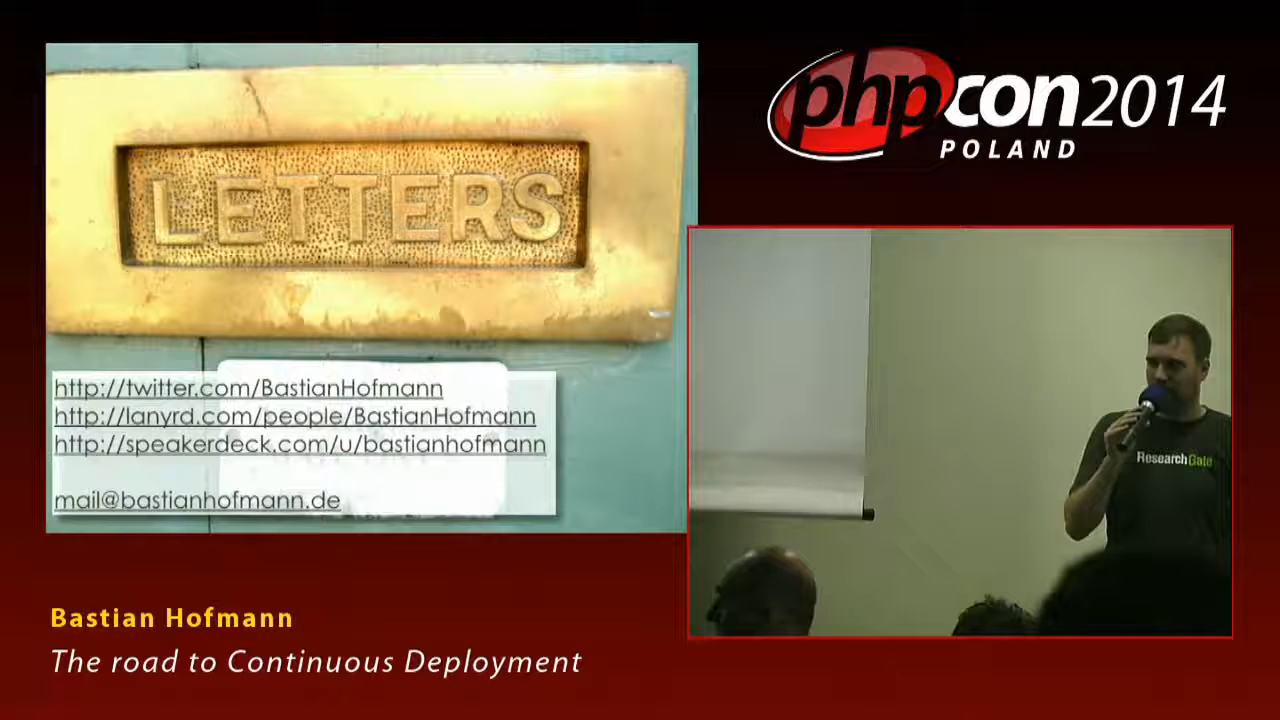 LETTERS
http://twitter.com/BastianHofmann
http://lanyrd.com/people/BastianHofmann
http://speakerdeck.com/u/bastianhofmann
mail@bastianhofmann.de
phpcon2014
POLAND
ResearchGate
Bastian Hofmann
The road to Continuous Deployment